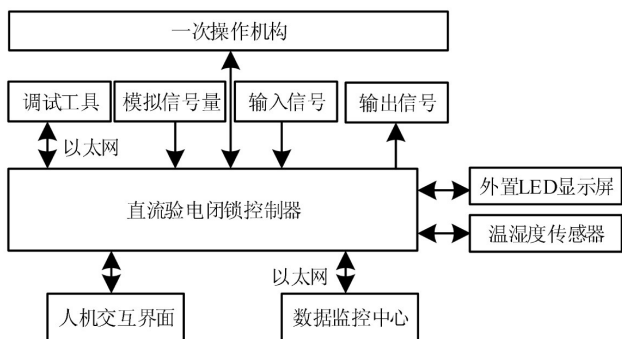 一次操作机构
调试工具
模拟信号量
输入信号
输出信号
以太网
直流验电闭锁控制器
外置LED显示屏
温湿度传感器
以太网
人机交互界面
数据监控中心